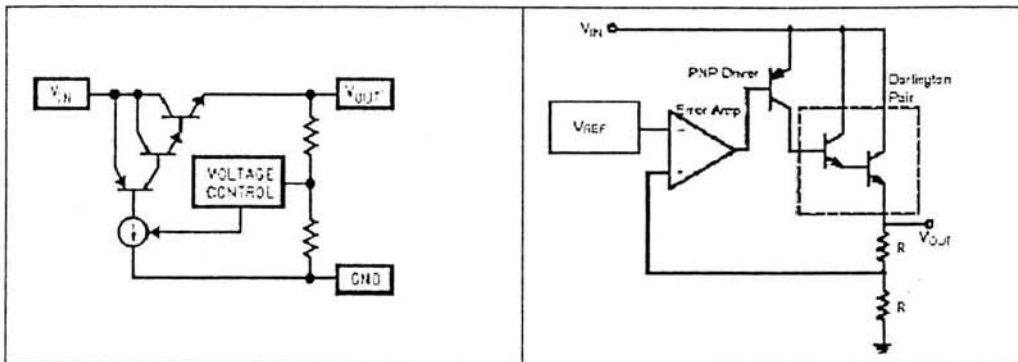 VIN
VOUT
VOLTAGE
CONTROL
GND
VIN
PNP Driver
Darlington
Pair
Error Amp
VREF
−
+
VOUT
R
R